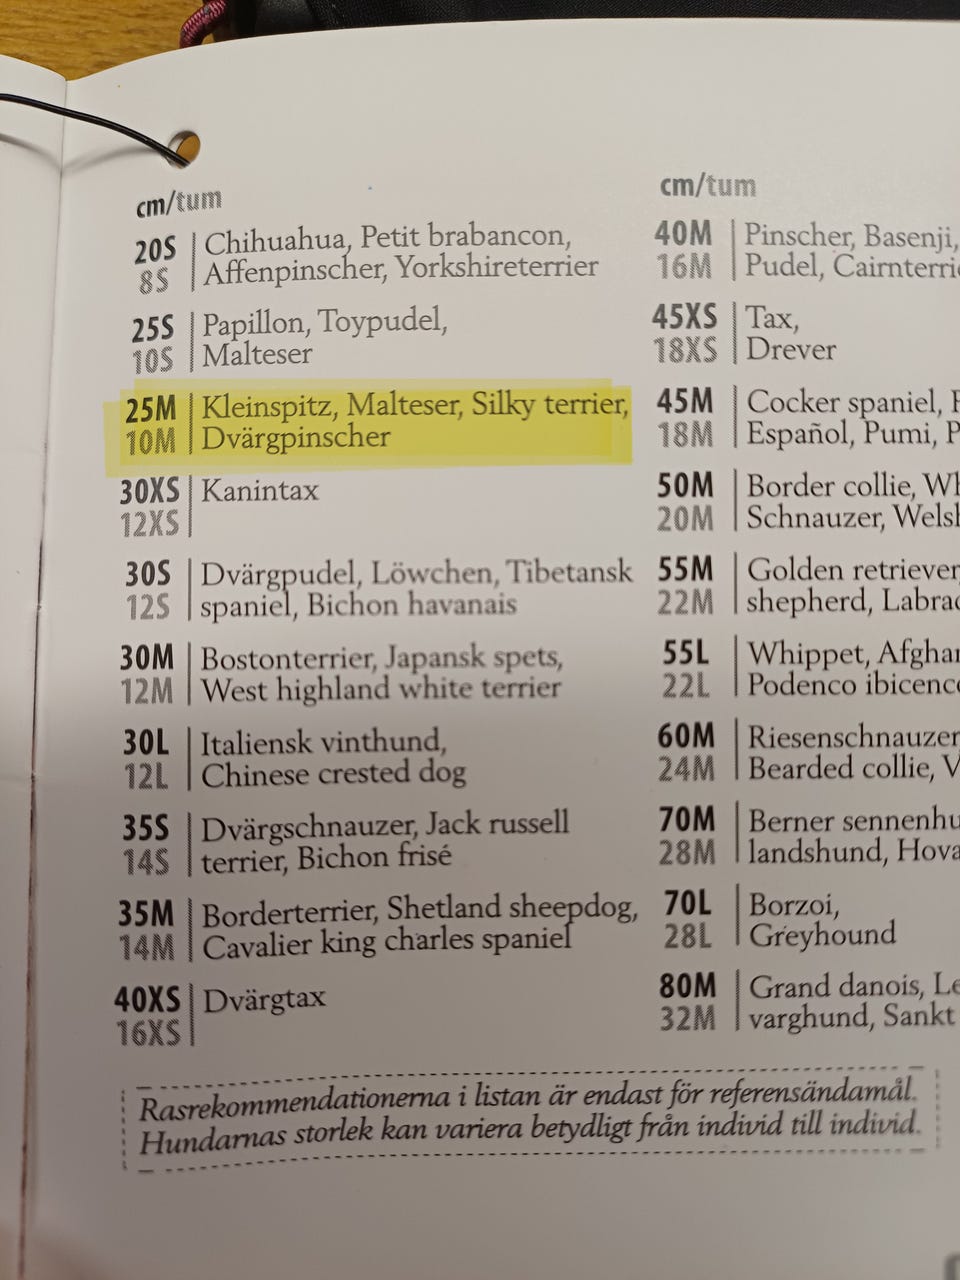 cm/tum
20S Chihuahua, Petit brabancon,
8S Affenpinscher, Yorkshireterrier
25S Papillon, Toypudel,
10S Malteser
25M Kleinspitz, Malteser, Silky terrier,
10M Dvärgpinscher
30XS Kanintax
12XS
30S Dvärgpudel, Löwchen, Tibetansk
12S spaniel, Bichon havanais
30M Bostonterrier, Japansk spets,
12M West highland white terrier
30L Italiensk vinthund,
12L Chinese crested dog
35S Dvärgschnauzer, Jack russell
14S terrier, Bichon frisé
35M Borderterrier, Shetland sheepdog,
14M Cavalier king charles spaniel
40XS Dvärgtax
16XS
cm/tum
40M Pinscher, Basenji,
16M Pudel,
45XS Tax,
18XS Drever
45M Cocker spaniel,
18M Español, Pumi,
50M Border collie,
20M Schnauzer,
55M Golden retriever
22M shepherd,
55L Whippet,
22L Podenco
60M Riesenschnauzer
24M Bearded collie,
70M Berner
28M landshund,
70L Borzoi,
28L Greyhound
80M Grand danois,
32M varghund, Sankt
Rasrekommendationerna i listan är endast för referensändamål.
Hundarnas storlek kan variera betydligt från individ till individ.